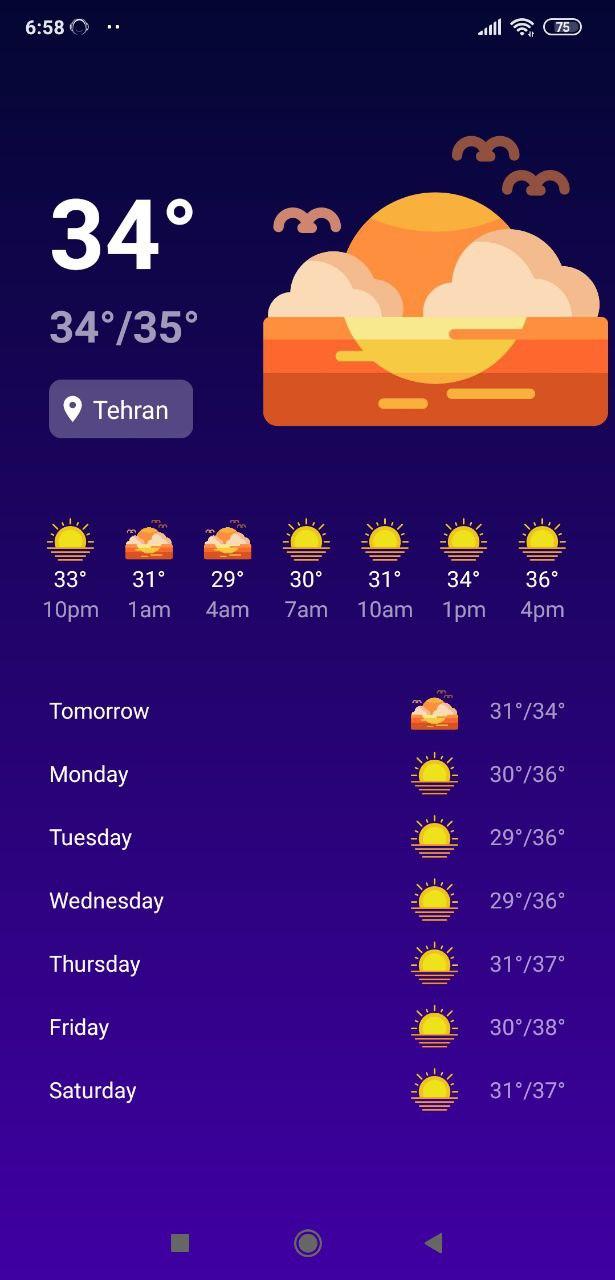 6:58
75
34°
34°/35°
Tehran
33° 31° 29° 30° 31° 34° 36°
10pm 1am 4am 7am 10am 1pm 4pm
Tomorrow 31°/34°
Monday 30°/36°
Tuesday 29°/36°
Wednesday 29°/36°
Thursday 31°/37°
Friday 30°/38°
Saturday 31°/37°